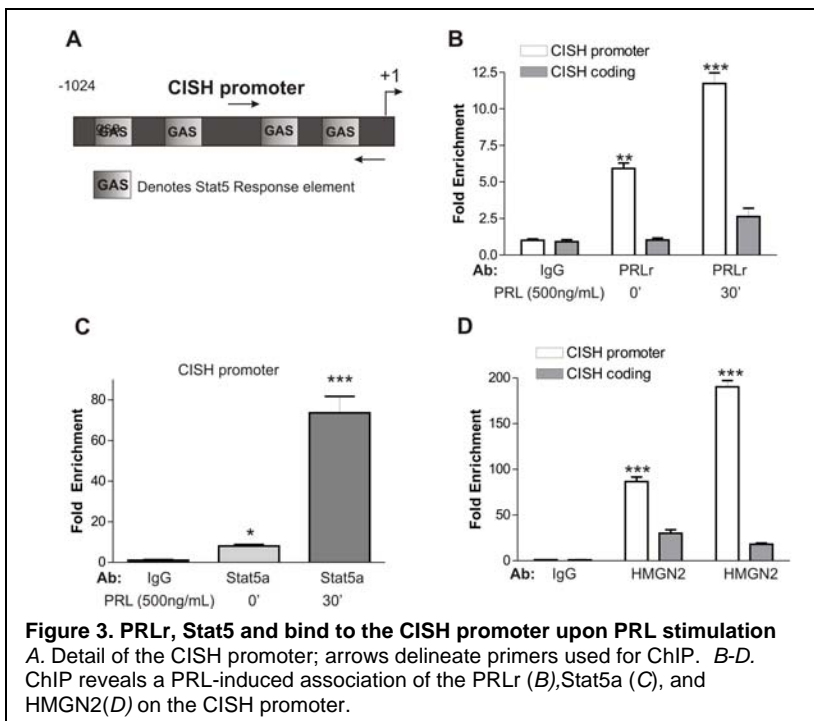 A
-1024
CISH promoter
+1
GAS GAS GAS GAS
GAS Denotes Stat5 Response element
B
CISH promoter
CISH coding
Fold Enrichment
12.5
10.0
7.5
5.0
2.5
0.0
**
***
Ab: IgG PRLr PRLr
PRL (500ng/mL) 0' 30'
C
CISH promoter
Fold Enrichment
80
60
40
20
0
*
***
Ab: IgG Stat5a Stat5a
PRL (500ng/mL) 0' 30'
D
CISH promoter
CISH coding
Fold Enrichment
200
150
100
50
0
***
***
Ab: IgG HMGN2 HMGN2
Figure 3. PRLr, Stat5 and bind to the CISH promoter upon PRL stimulation
A. Detail of the CISH promoter; arrows delineate primers used for ChIP. B-D.
ChIP reveals a PRL-induced association of the PRLr (B),Stat5a (C), and
HMGN2(D) on the CISH promoter.